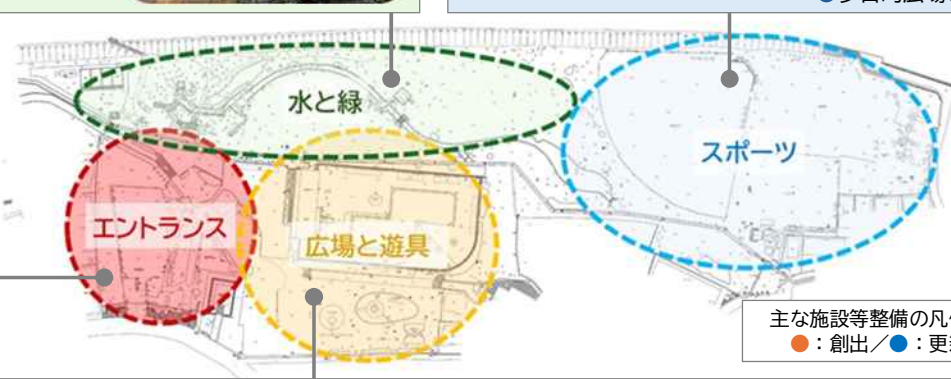 水と緑
スポーツ
エントランス
広場と遊具
主な施設等整備の凡
●：創出／●：更